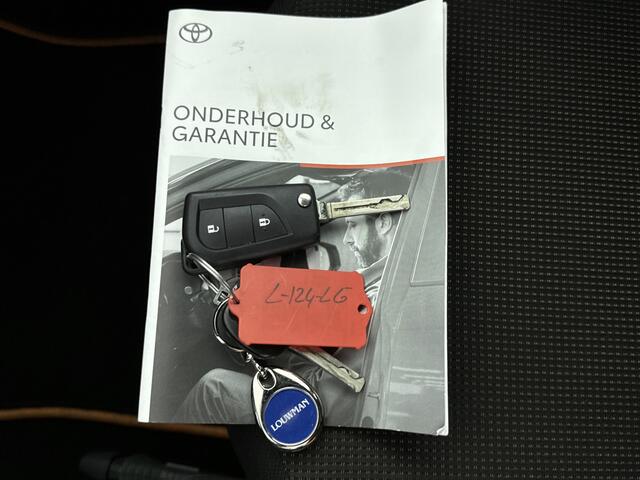 ONDERHOUD &
GARANTIE
L-124-LG
LOUWMAN